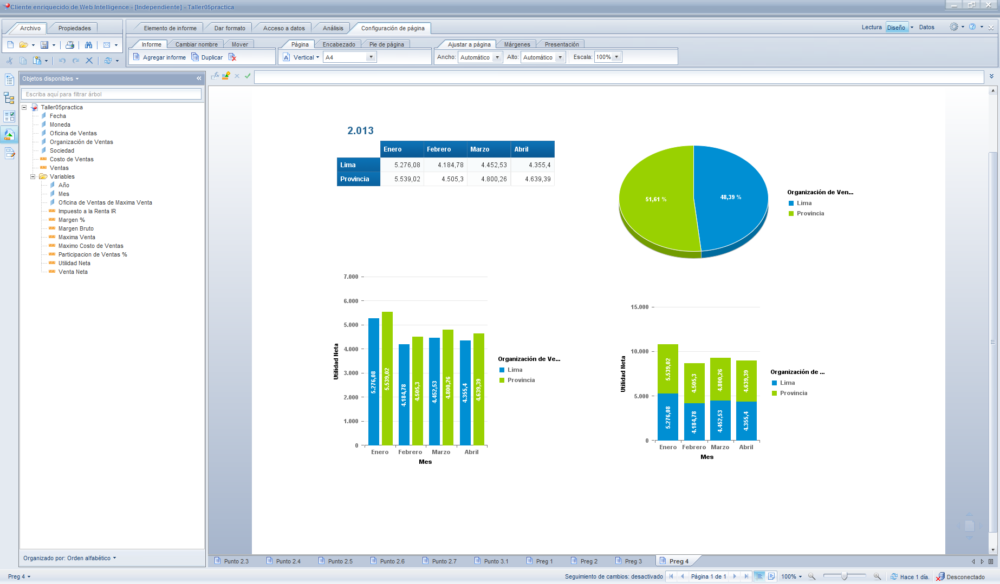 Cliente enriquecido de Web Intelligence - [Independiente] - Taller05practica
Archivo Propiedades Elemento de informe Dar formato Acceso a datos Análisis Configuración de página Lectura Diseño Datos
Informe Cambiar nombre Mover Página Encabezado Pie de página Ajustar a página Márgenes Presentación
Agregar informe Duplicar Vertical A4 Ancho: Automático Alto: Automático Escala: 100%
Objetos disponibles
Escriba aquí para filtrar árbol
Taller05practica
Fecha
Moneda
Oficina de Ventas
Organización de Ventas
Sociedad
Costo de Ventas
Ventas
Variables
Año
Mes
Oficina de Ventas de Maxima Venta
Impuesto a la Renta IR
Margen %
Margen Bruto
Maxima Venta
Maximo Costo de Ventas
Participacion de Ventas %
Utilidad Neta
Venta Neta
Organizado por: Orden alfabético
2.013
Enero Febrero Marzo Abril
Lima 5.276,08 4.184,78 4.452,53 4.355,4
Provincia 5.539,02 4.505,3 4.800,26 4.639,39
51,61 %
48,39 %
Organización de Ven...
Lima
Provincia
7.000
6.000
5.000
4.000
3.000
2.000
1.000
0
Utilidad Neta
5.276,08
5.539,02
4.184,78
4.505,3
4.452,53
4.800,26
4.355,4
4.639,39
Enero Febrero Marzo Abril
Mes
Organización de Ve...
Lima
Provincia
15.000
10.000
5.000
0
Utilidad Neta
5.539,02
4.505,3
4.800,26
4.639,39
5.276,08
4.184,78
4.452,53
4.355,4
Enero Febrero Marzo Abril
Mes
Organización de ...
Lima
Provincia
Punto 2.3 Punto 2.4 Punto 2.5 Punto 2.6 Punto 2.7 Punto 3.1 Preg 1 Preg 2 Preg 3 Preg 4
Preg 4 Seguimiento de cambios: desactivado Página 1 de 1 100% Hace 1 día. Desconectado